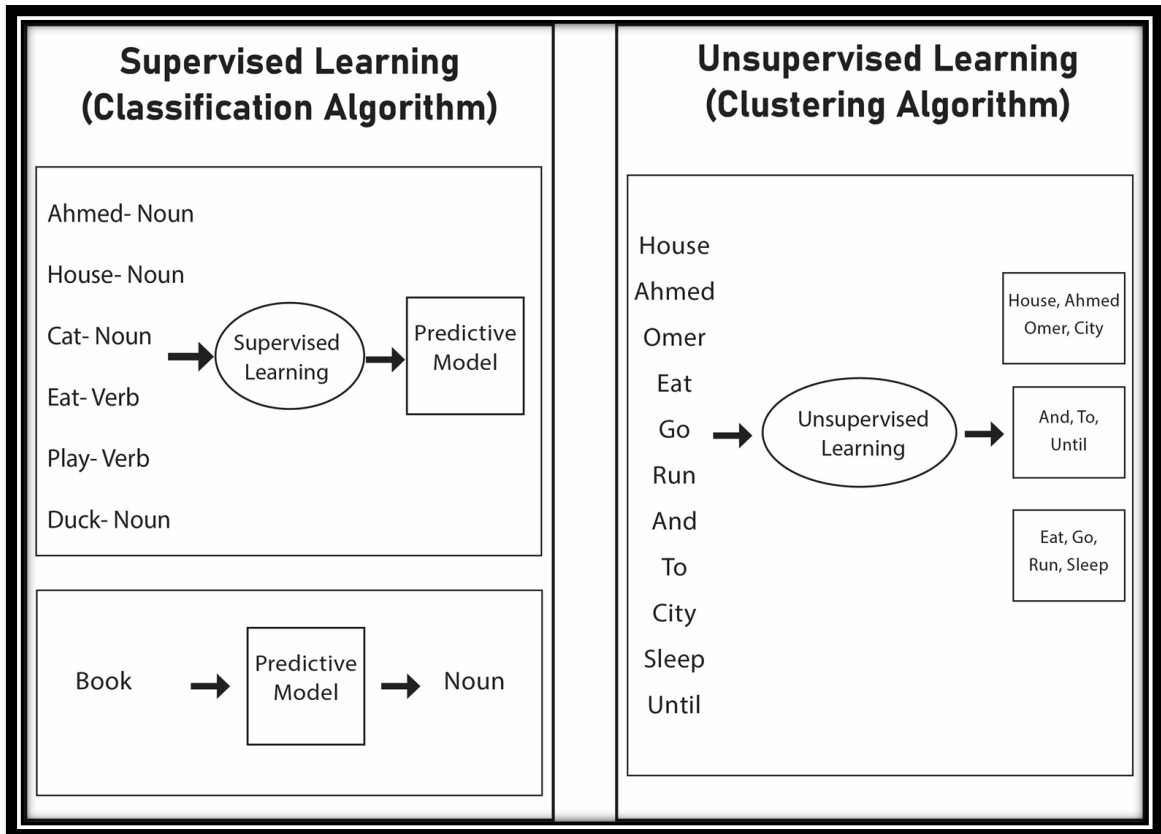 Supervised Learning
(Classification Algorithm)
Ahmed- Noun
House- Noun
Cat- Noun
Eat- Verb
Play- Verb
Duck- Noun
Supervised
Learning
Predictive
Model
Book
Predictive
Model
Noun
Unsupervised Learning
(Clustering Algorithm)
House
Ahmed
Omer
Eat
Go
Run
And
To
City
Sleep
Until
Unsupervised
Learning
House, Ahmed
Omer, City
And, To,
Until
Eat, Go,
Run, Sleep